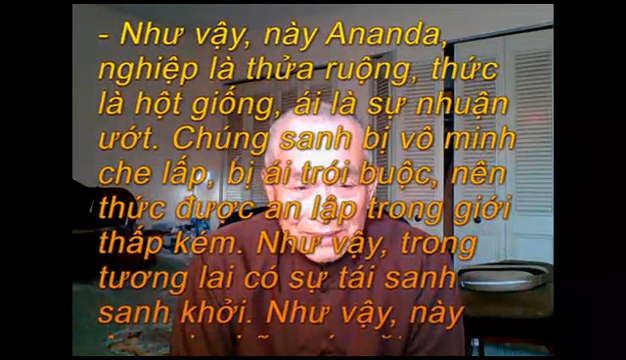 - Như vậy, này Ananda,
nghiệp là thửa ruộng, thức
là hột giống, ái là sự nhuận
ướt. Chúng sanh bị vô minh
che lấp, bị ái trói buộc, nên
thức được an lập trong giới
thấp kém. Như vậy, trong
tương lai có sự tái sanh
sanh khởi. Như vậy, này